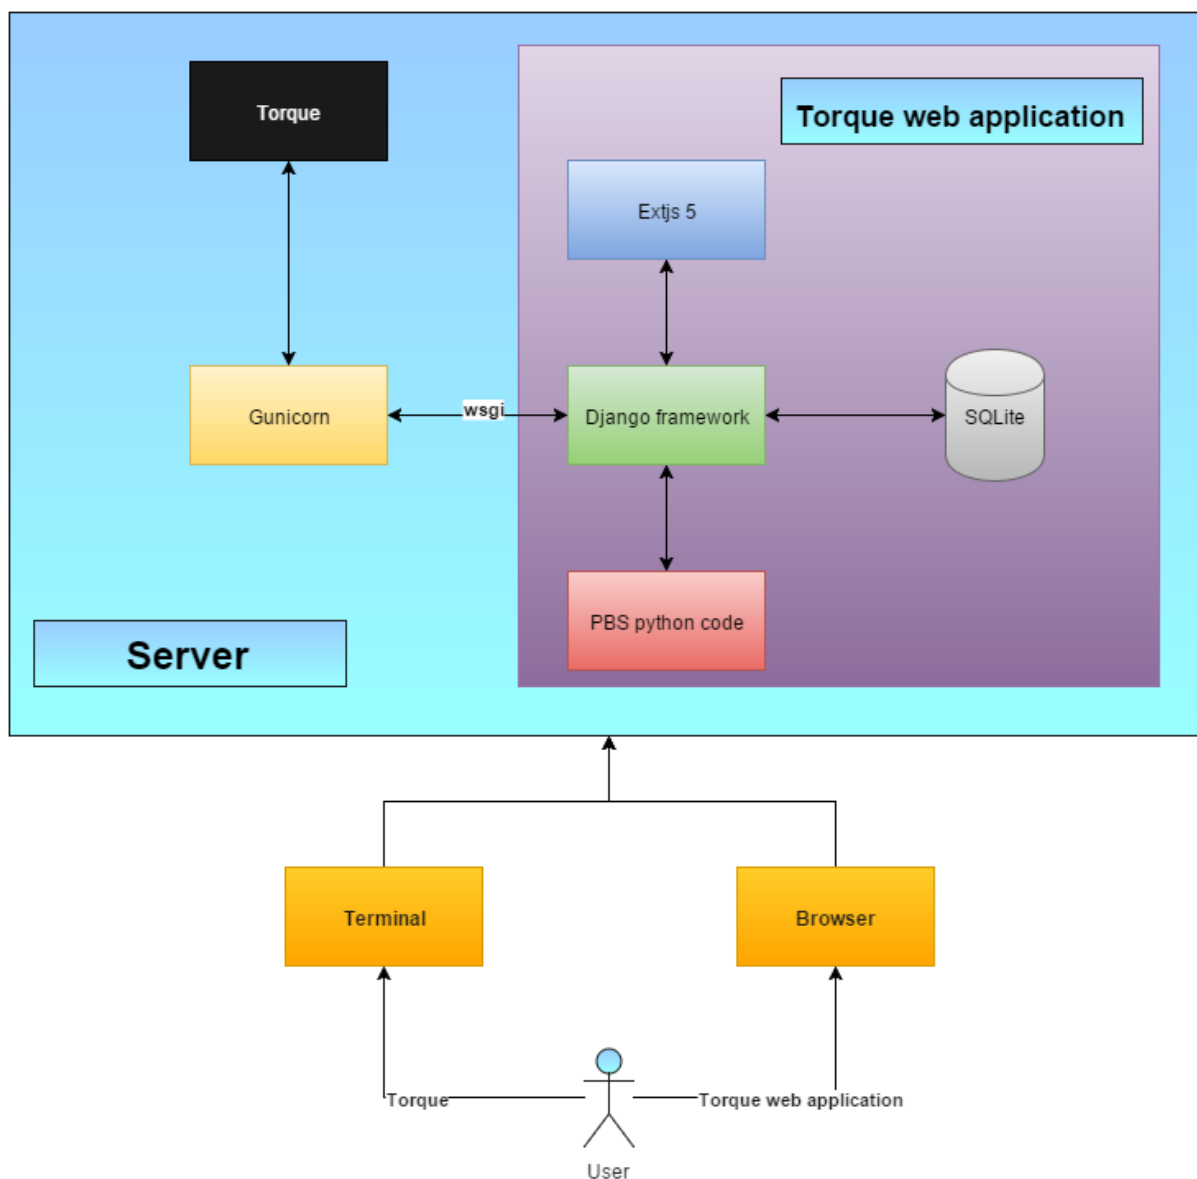 Torque
Torque web application
Extjs 5
Gunicorn
wsgi
Django framework
SQLite
PBS python code
Server
Terminal
Browser
Torque
Torque web application
User